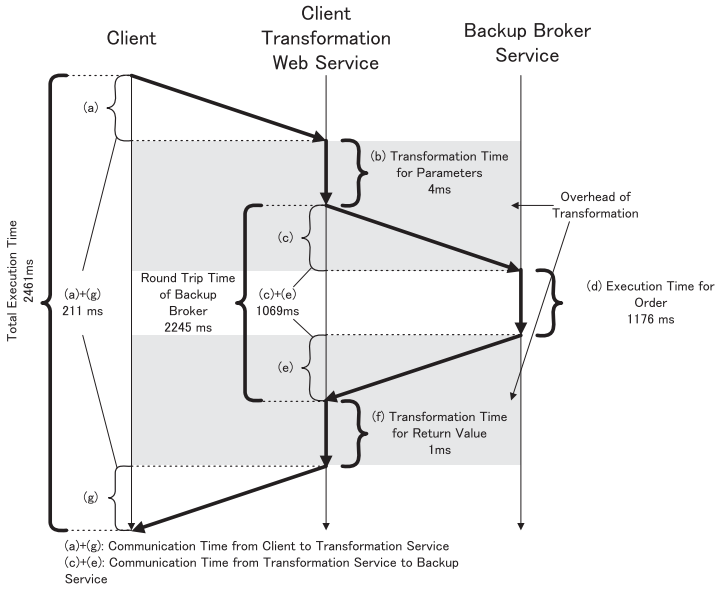 Client
Client
Transformation
Web Service
Backup Broker
Service
(a)
(b) Transformation Time
for Parameters
4ms
Overhead of
Transformation
(c)
Total Execution Time
2461ms
(a)+(g)
211 ms
Round Trip Time
of Backup
Broker
2245 ms
(c)+(e)
1069ms
(d) Execution Time for
Order
1176 ms
(e)
(f) Transformation Time
for Return Value
1ms
(g)
(a)+(g): Communication Time from Client to Transformation Service
(c)+(e): Communication Time from Transformation Service to Backup
Service